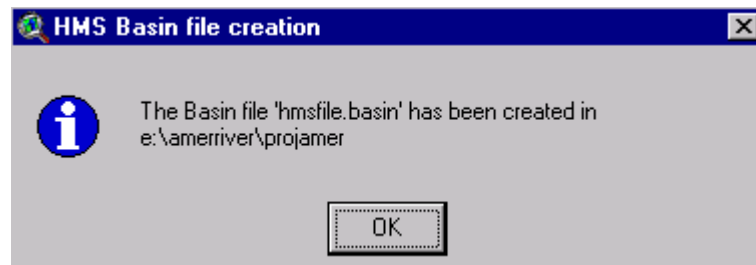 HMS Basin file creation
The Basin file 'hmsfile.basin' has been created in
e:\amerriver\projamer
OK